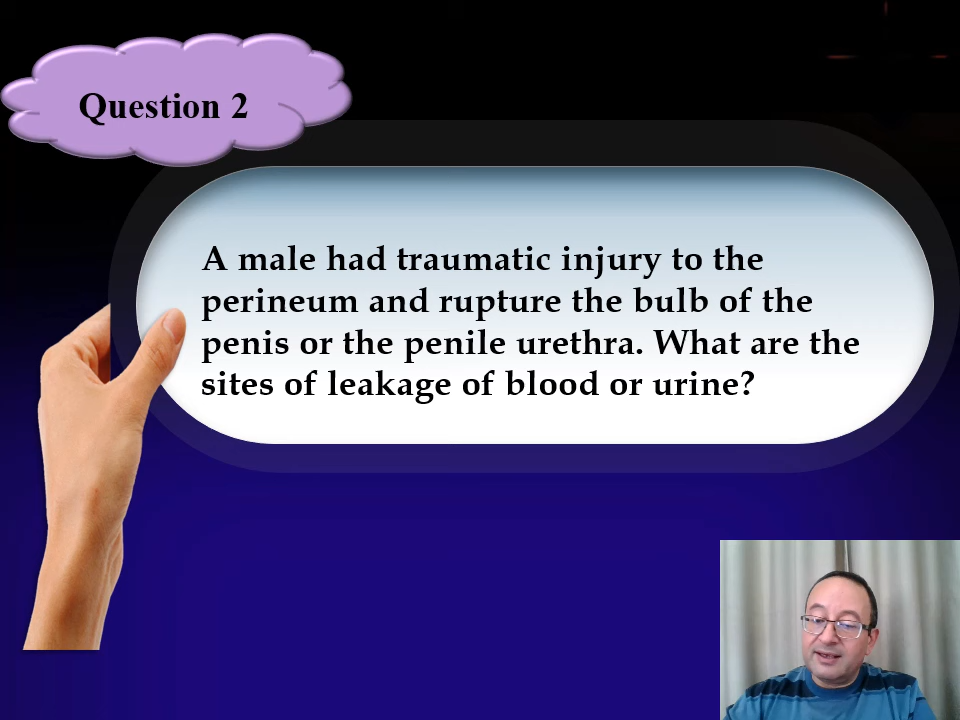 Question 2
A male had traumatic injury to the
perineum and rupture the bulb of the
penis or the penile urethra. What are the
sites of leakage of blood or urine?